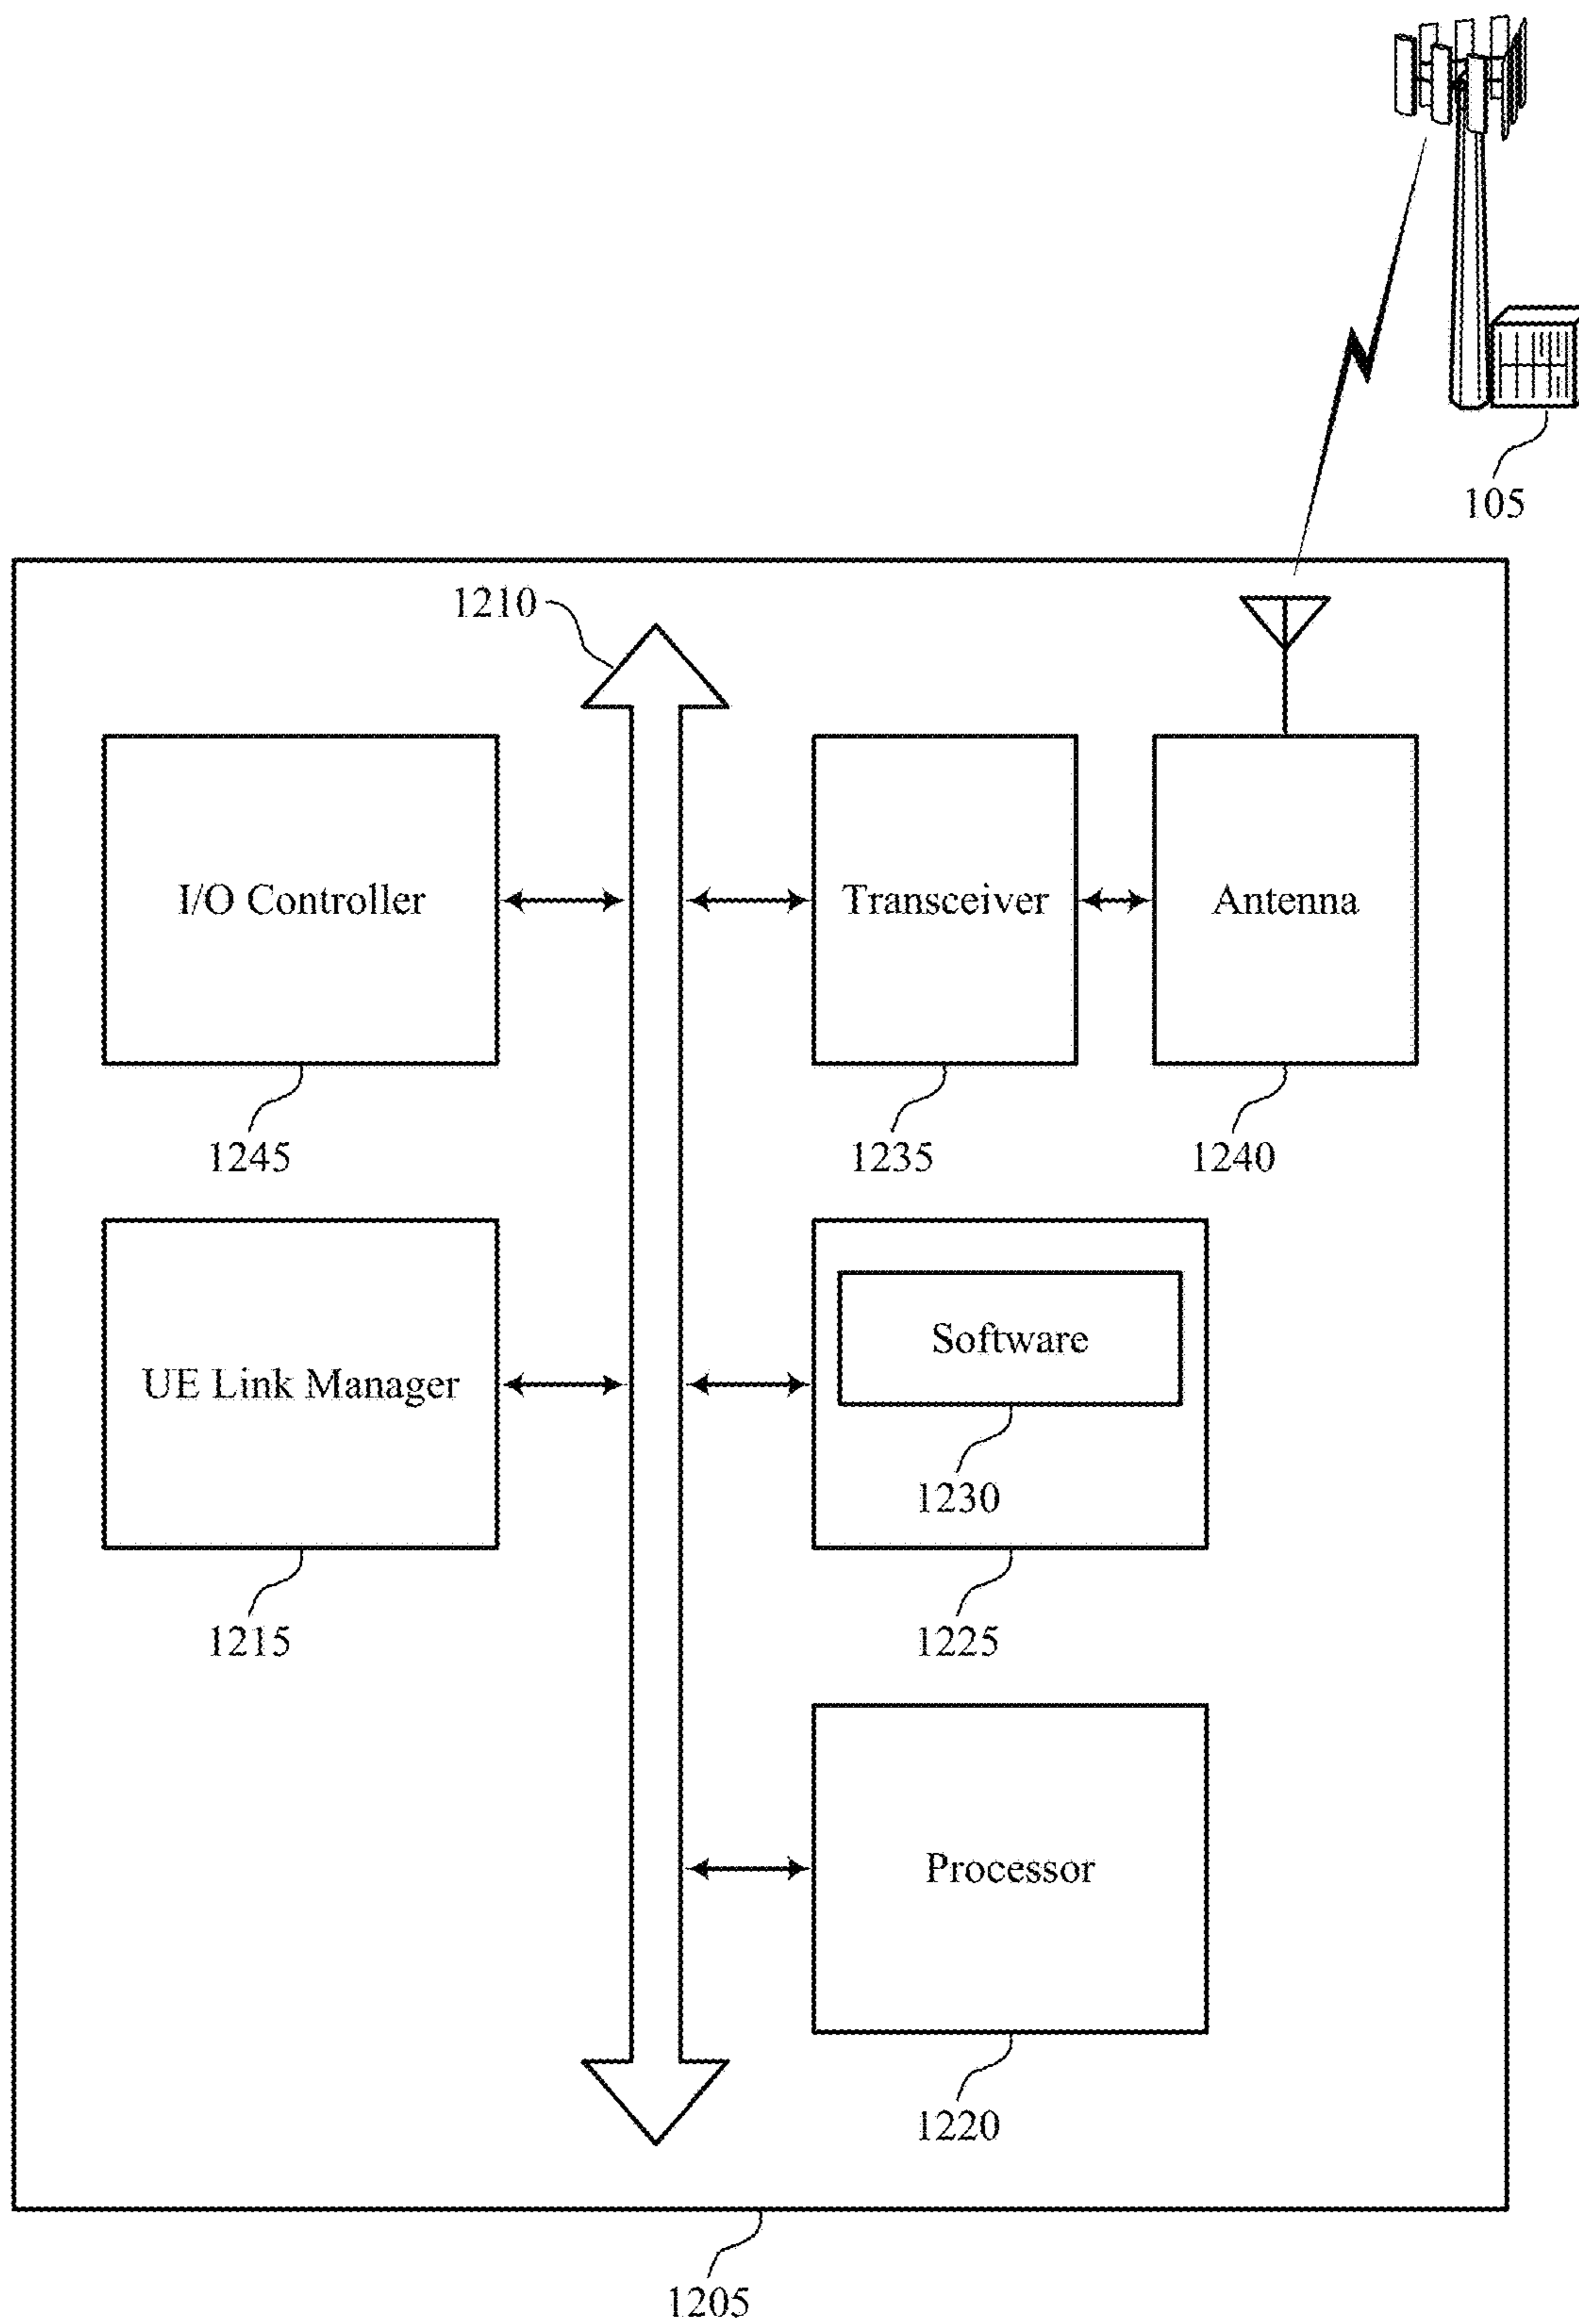 105
1210
I/O Controller
Transceiver
Antenna
1245
1235
1240
UE Link Manager
Software
1230
1215
1225
Processor
1220
1205